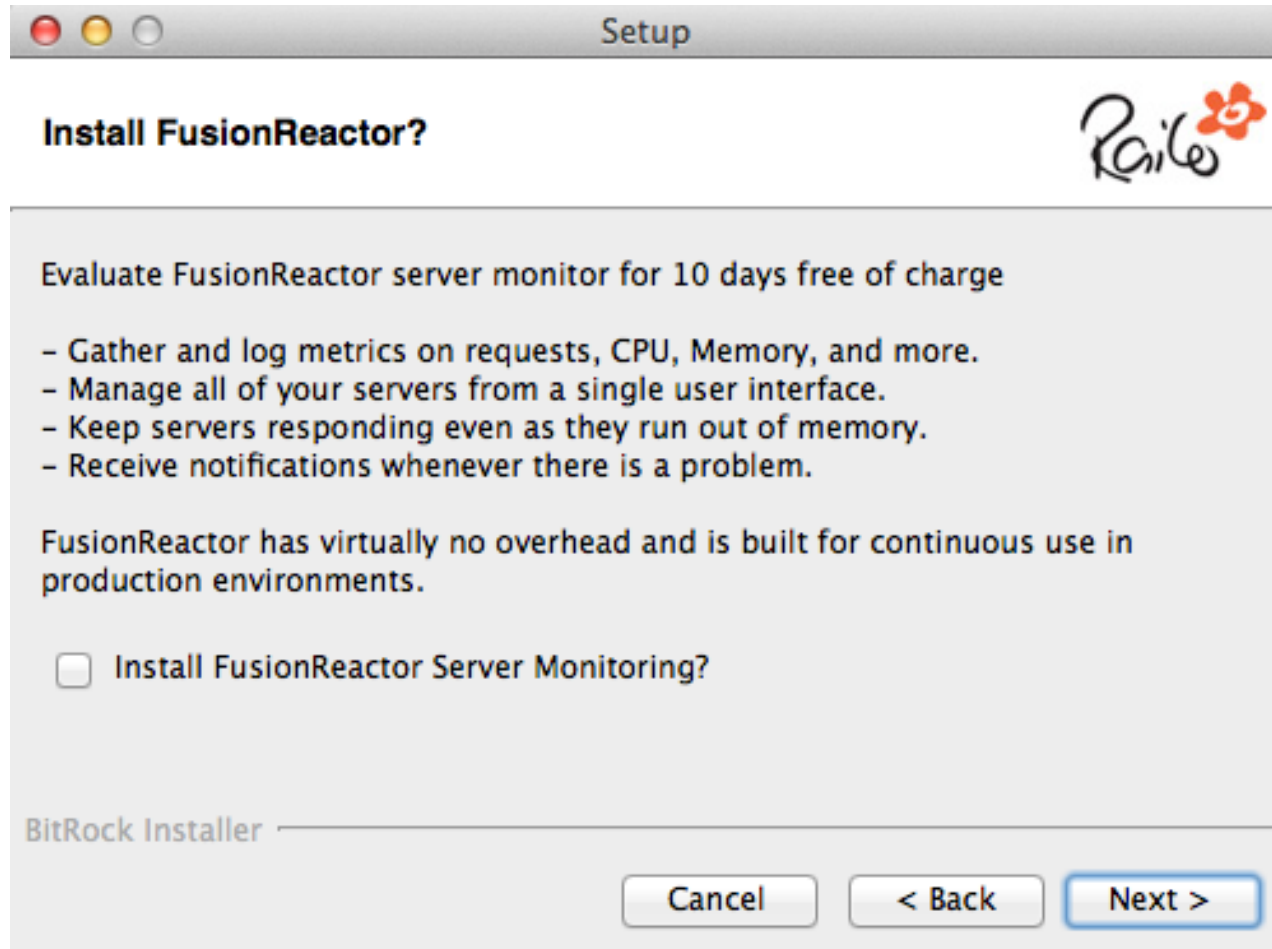 Setup
Install FusionReactor?
Railo
Evaluate FusionReactor server monitor for 10 days free of charge
– Gather and log metrics on requests, CPU, Memory, and more.
– Manage all of your servers from a single user interface.
– Keep servers responding even as they run out of memory.
– Receive notifications whenever there is a problem.
FusionReactor has virtually no overhead and is built for continuous use in
production environments.
Install FusionReactor Server Monitoring?
BitRock Installer
Cancel
< Back
Next >